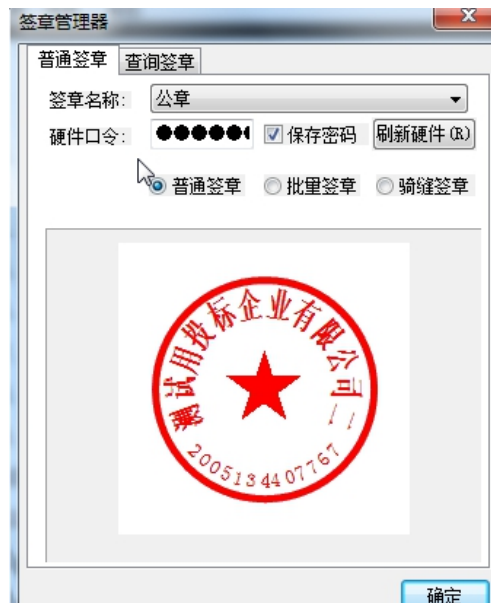 签章管理器
普通签章 查询签章
签章名称: 公章
硬件口令: ●●●●●● 保存密码 刷新硬件(R)
普通签章 批量签章 骑缝签章
测试用投标企业有限公司一二
2005134407767
确定